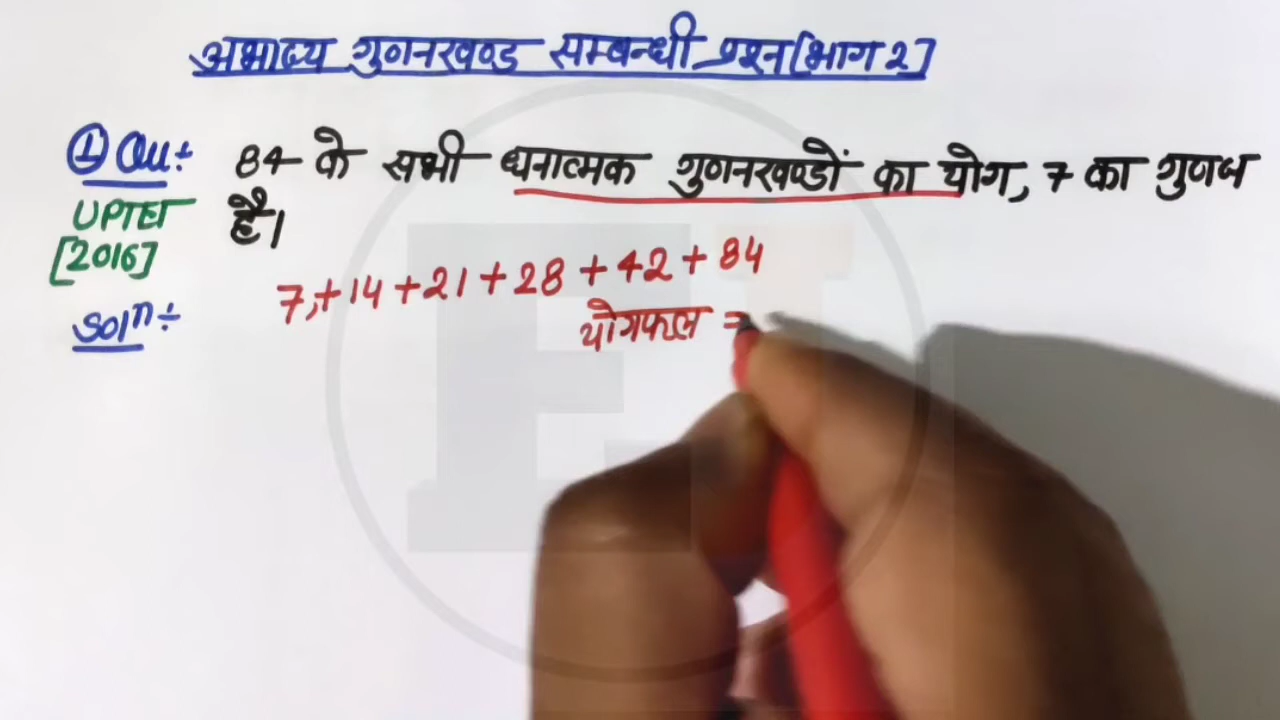 अभाज्य गुणनखण्ड सम्बन्धी प्रश्न [भाग 2]
① Qu÷ 84 के सभी धनात्मक गुणनखण्डों का योग, 7 का गुणज
UPTET है।
[2016]
7,+14+21+28+42+84
Solⁿ÷ योगफल =